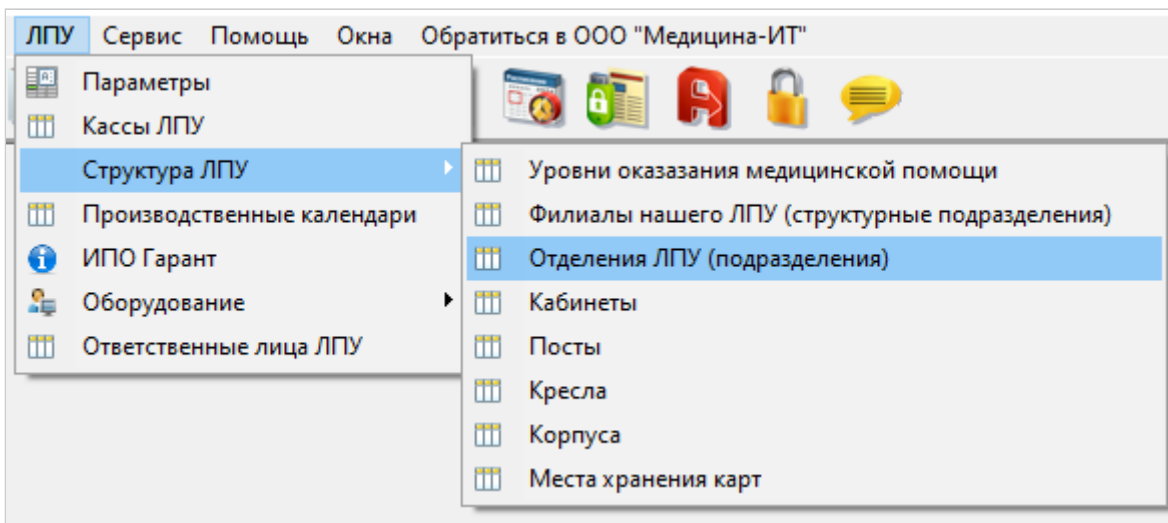 ЛПУ Сервис Помощь Окна Обратиться в ООО "Медицина-ИТ"
Параметры
Кассы ЛПУ
Структура ЛПУ
Производственные календари
ИПО Гарант
Оборудование
Ответственные лица ЛПУ
Уровни оказазания медицинской помощи
Филиалы нашего ЛПУ (структурные подразделения)
Отделения ЛПУ (подразделения)
Кабинеты
Посты
Кресла
Корпуса
Места хранения карт